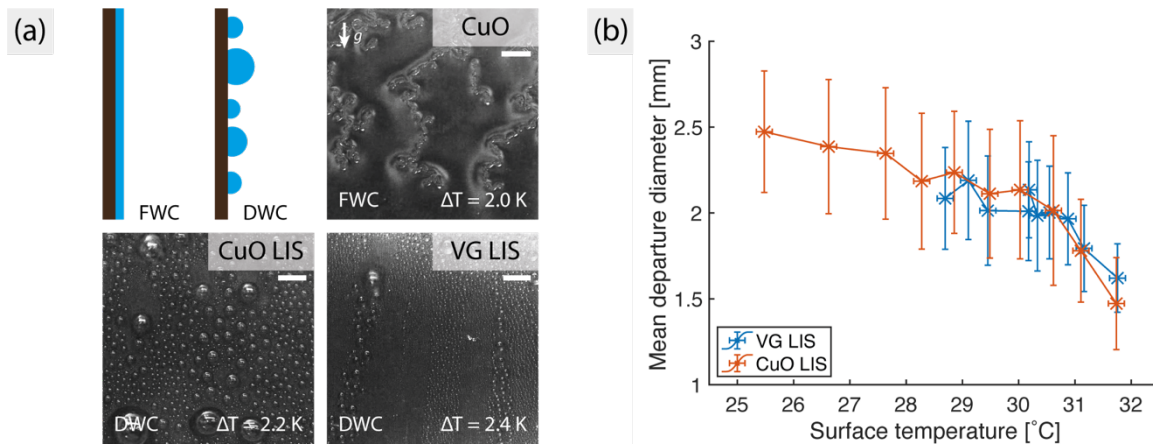 (a)
FWC
DWC
CuO
g
FWC
ΔT = 2.0 K
CuO LIS
DWC
ΔT = 2.2 K
VG LIS
DWC
ΔT = 2.4 K
(b)
Mean departure diameter [mm]
3
2.5
2
1.5
1
VG LIS
CuO LIS
25 26 27 28 29 30 31 32
Surface temperature [˚C]